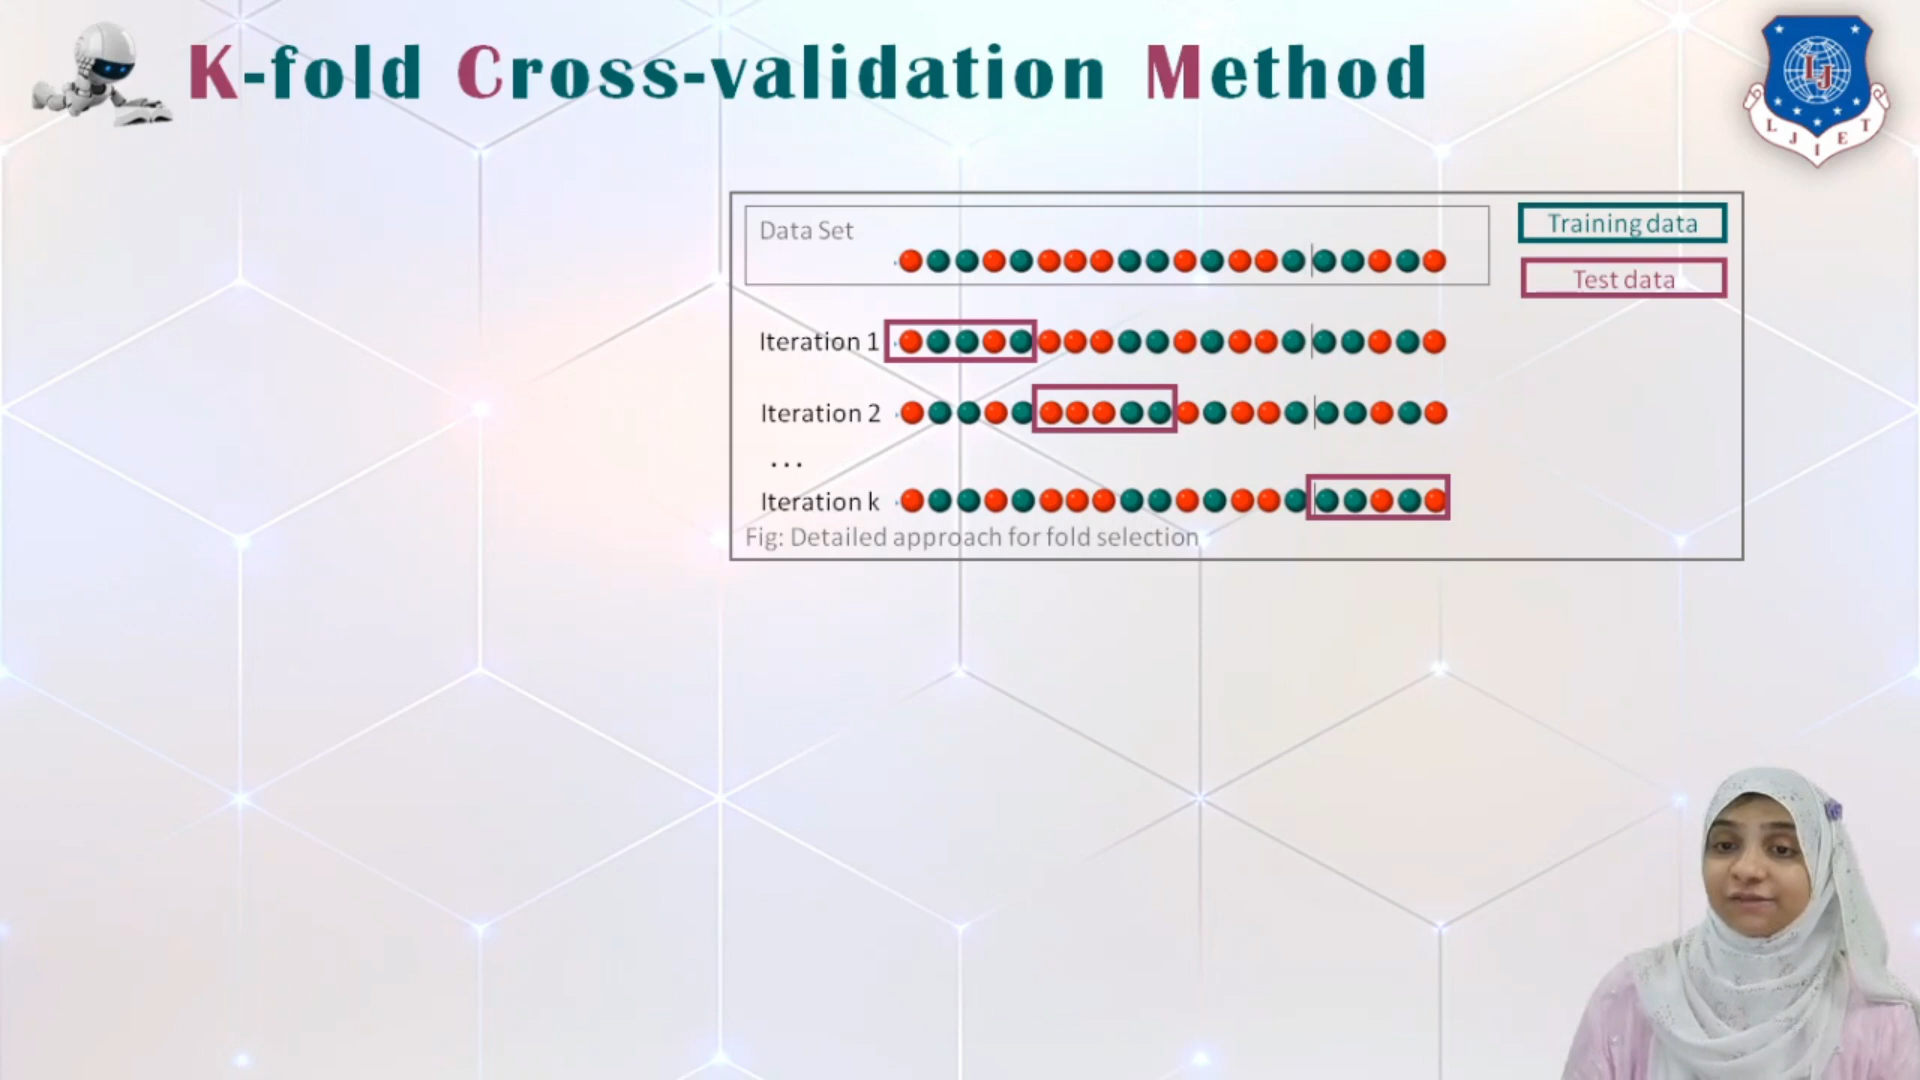 K-fold Cross-validation Method
LJIET
Data Set
Training data
Test data
Iteration 1
Iteration 2
...
Iteration k
Fig: Detailed approach for fold selection